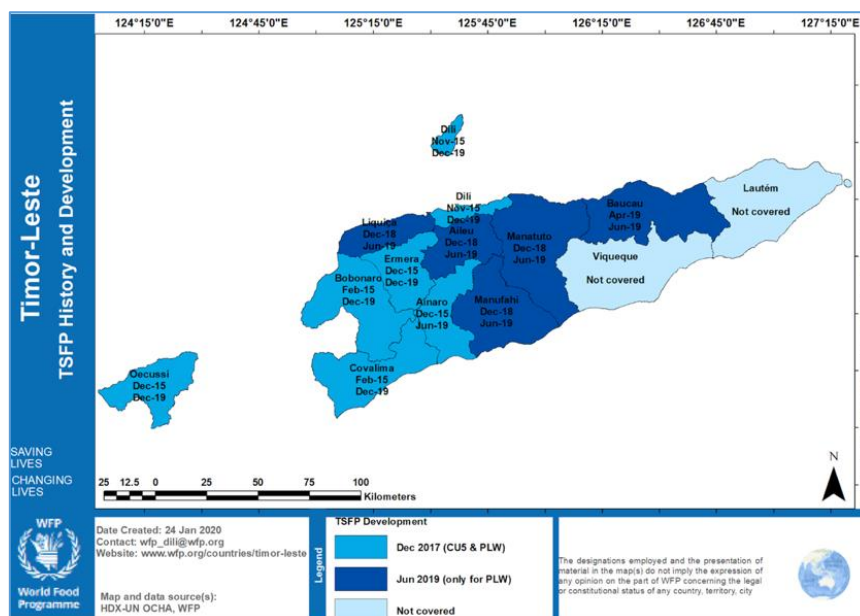 124°15'0"E 124°45'0"E 125°15'0"E 125°45'0"E 126°15'0"E 126°45'0"E 127°15'0"E
Timor-Leste
TSFP History and Development
Dili
Nov-15
Dec-19
Dili
Nov-15
Dec-19
Liquiça
Dec-18
Jun-19
Aileu
Dec-18
Jun-19
Manatuto
Dec-18
Jun-19
Baucau
Apr-19
Jun-19
Lautém
Not covered
Viqueque
Not covered
Ermera
Dec-15
Dec-19
Bobonaro
Feb-15
Dec-19
Ainaro
Dec-15
Jun-19
Manufahi
Dec-18
Jun-19
Covalima
Feb-15
Dec-19
Oecussi
Dec-15
Dec-19
SAVING
LIVES
CHANGING
LIVES
25 12.5 0 25 50 75 100
Kilometers
N
WFP
World Food
Programme
Date Created: 24 Jan 2020
Contact: wfp_dili@wfp.org
Website: www.wfp.org/countries/timor-leste
Map and data source(s):
HDX-UN OCHA, WFP
Legend
TSFP Development
Dec 2017 (CU5 & PLW)
Jun 2019 (only for PLW)
Not covered
The designations employed and the presentation of
material in the map(s) do not imply the expression of
any opinion on the part of WFP concerning the legal
or constitutional status of any country, territory, city